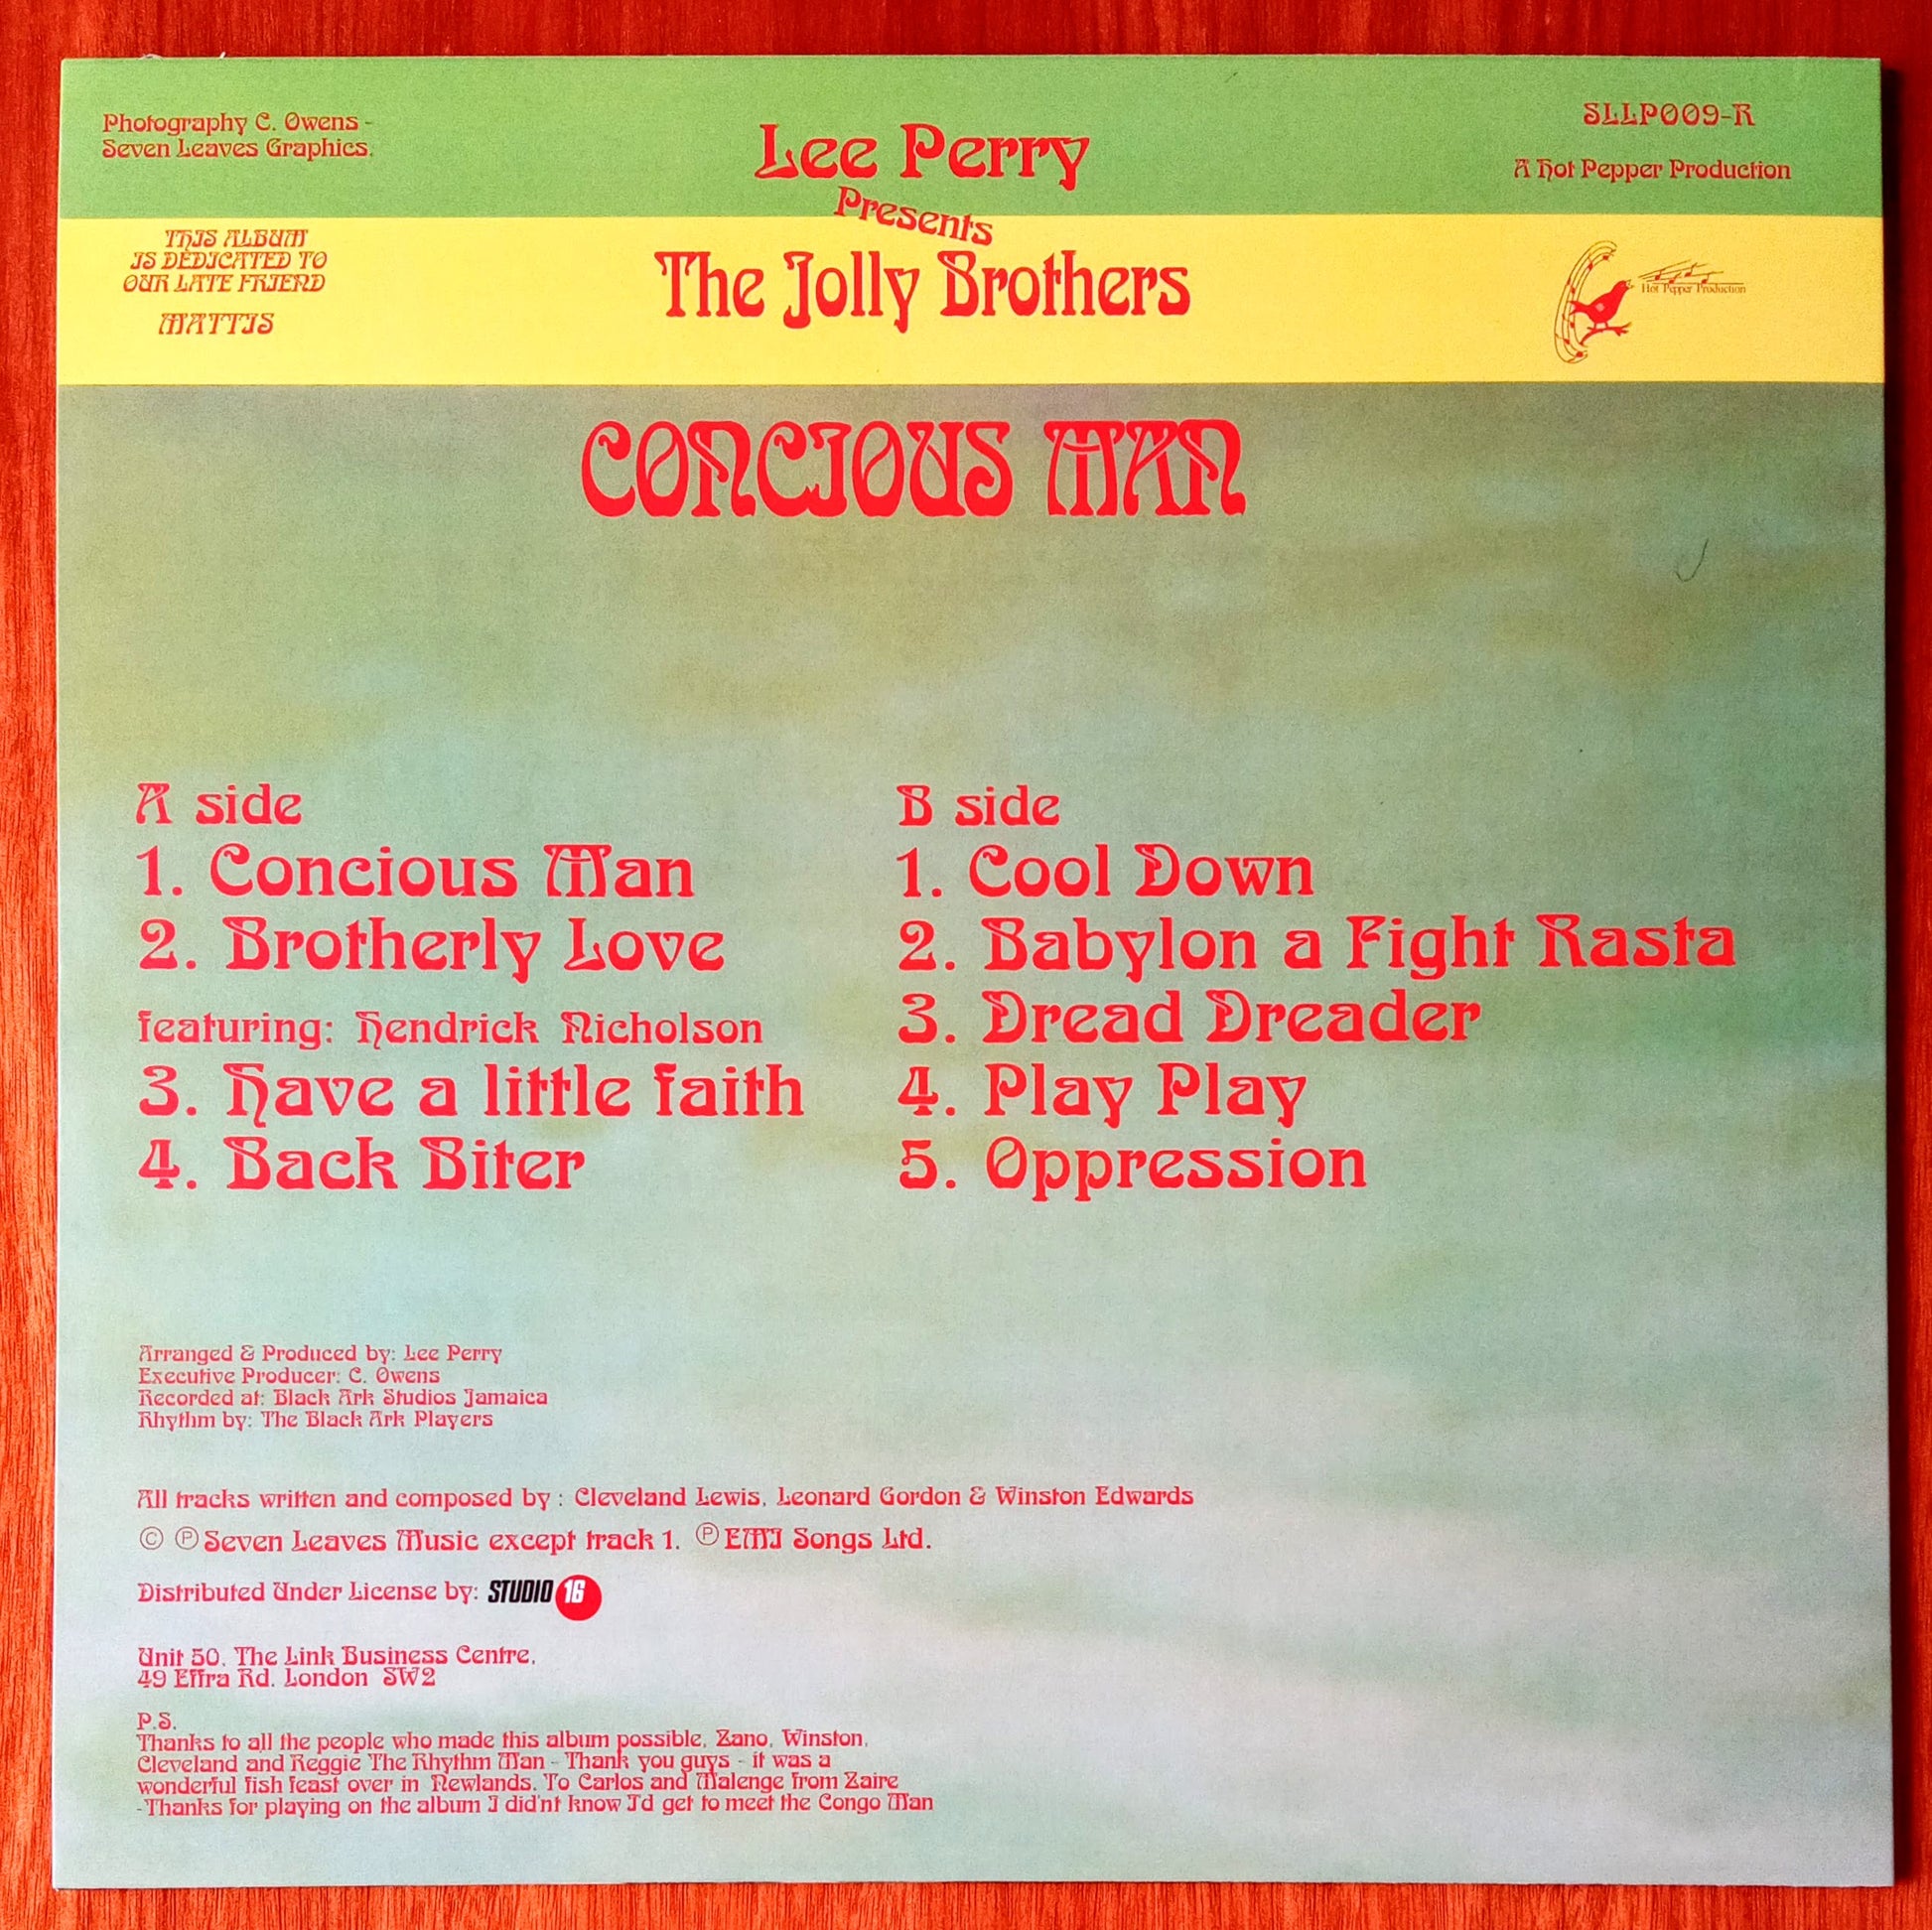 Photography C. Owens -
Seven Leaves Graphics.
Lee Perry
Presents
The Jolly Brothers
SLLP009-R
A Hot Pepper Production
THIS ALBUM
IS DEDICATED TO
OUR LATE FRIEND
MATTIS
Hot Pepper Production
CONCIOUS MAN
A side
1. Concious Man
2. Brotherly Love
featuring: Hendrick Nicholson
3. Have a little faith
4. Back Biter
B side
1. Cool Down
2. Babylon a Fight Rasta
3. Dread Dreader
4. Play Play
5. Oppression
Arranged & Produced by: Lee Perry
Executive Producer: C. Owens
Recorded at: Black Ark Studios Jamaica
Rhythm by: The Black Ark Players
All tracks written and composed by : Cleveland Lewis, Leonard Gordon & Winston Edwards
© ℗ Seven Leaves Music except track 1. ℗ EMI Songs Ltd.
Distributed Under License by: STUDIO 16
Unit 50, The Link Business Centre,
49 Effra Rd. London SW2
P.S.
Thanks to all the people who made this album possible, Zano, Winston,
Cleveland and Reggie The Rhythm Man - Thank you guys - it was a
wonderful fish feast over in Newlands. To Carlos and Malenge from Zaire
-Thanks for playing on the album I did'nt know I'd get to meet the Congo Man